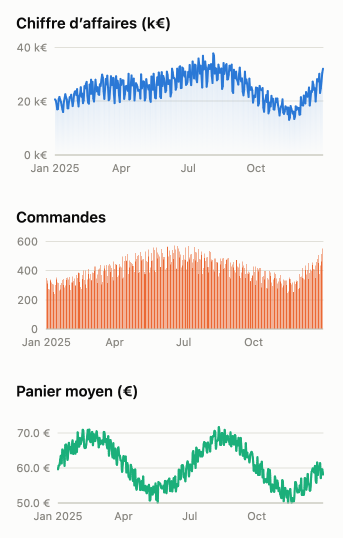 Chiffre d’affaires (k€)
40 k€
20 k€
0 k€
Jan 2025 Apr Jul Oct
Commandes
600
400
200
0
Jan 2025 Apr Jul Oct
Panier moyen (€)
70.0 €
60.0 €
50.0 €
Jan 2025 Apr Jul Oct